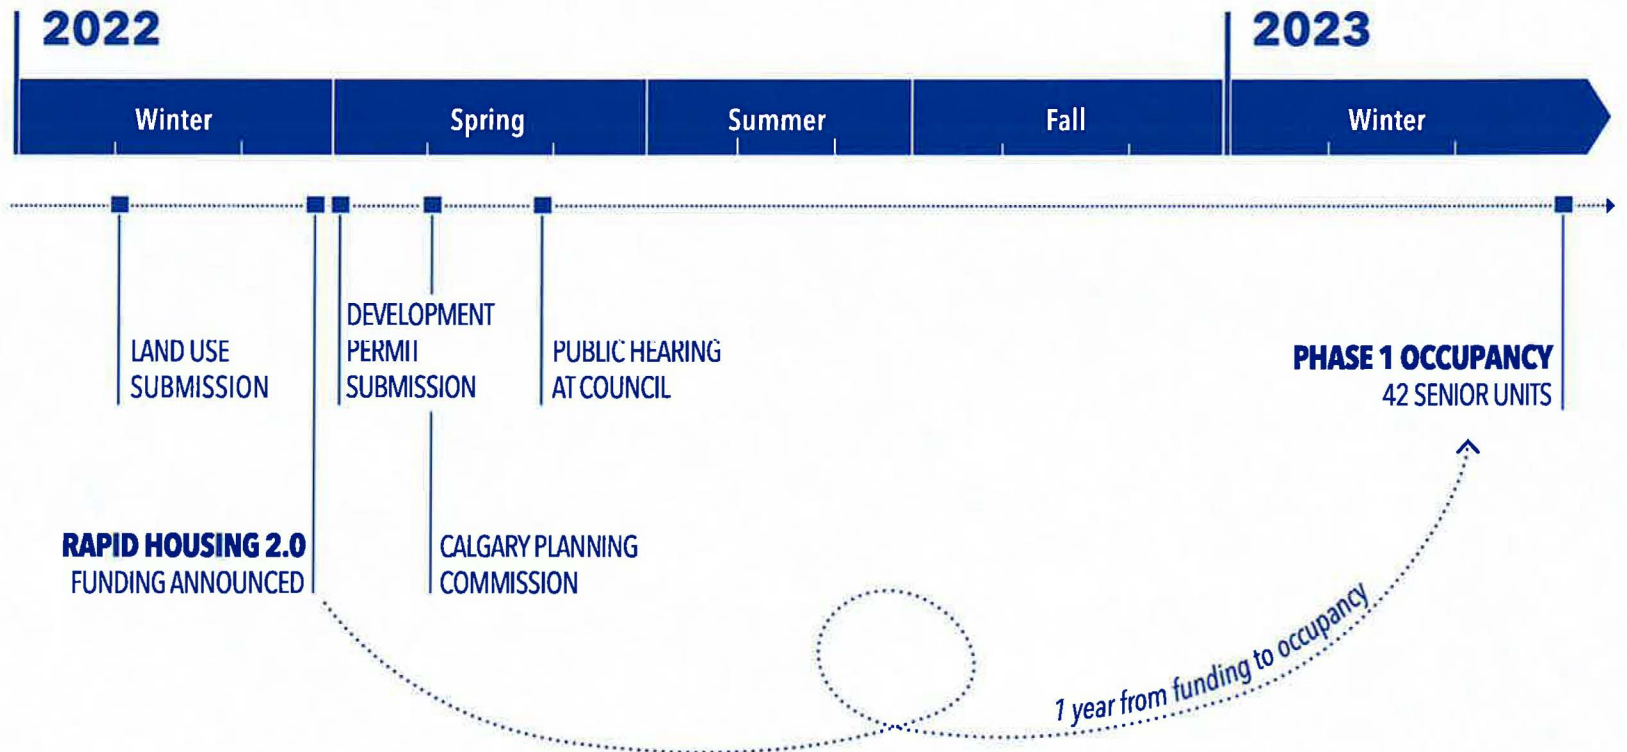 2022
2023
Winter
Spring
Summer
Fall
Winter
LAND USE
SUBMISSION
RAPID HOUSING 2.0
FUNDING ANNOUNCED
DEVELOPMENT
PERMIT
SUBMISSION
CALGARY PLANNING
COMMISSION
PUBLIC HEARING
AT COUNCIL
PHASE 1 OCCUPANCY
42 SENIOR UNITS
1 year from funding to occupancy